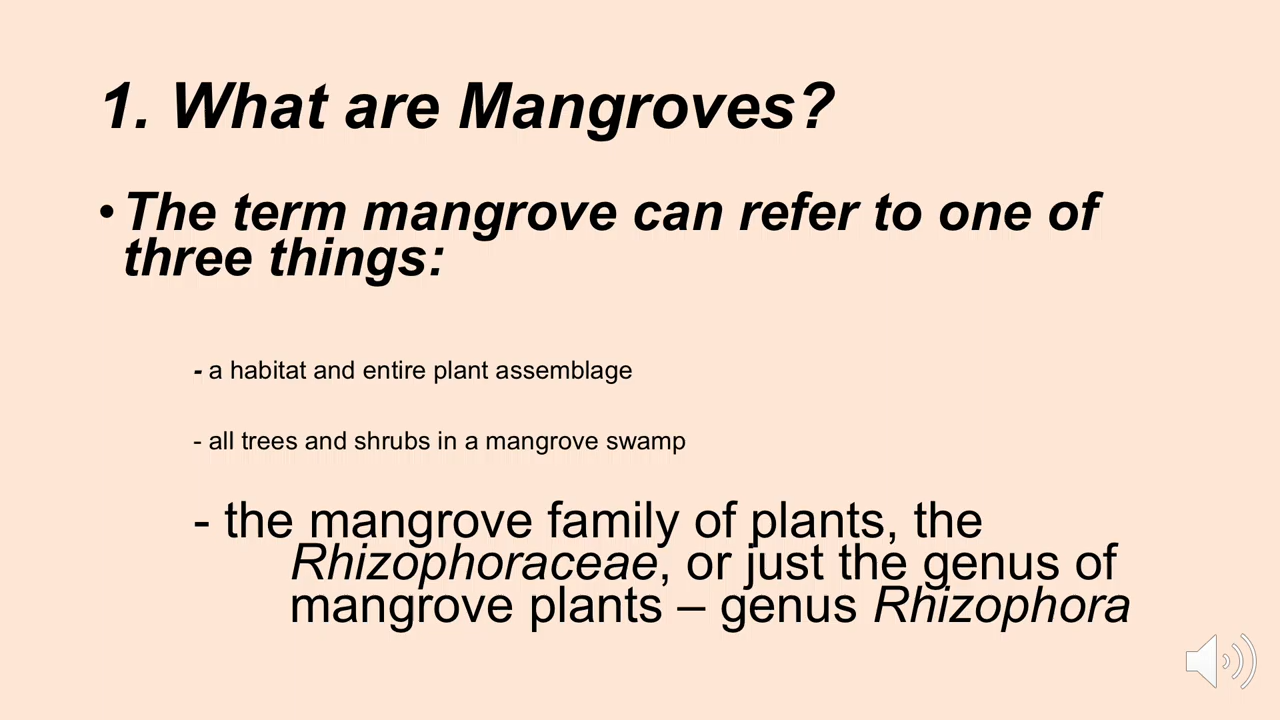 1. What are Mangroves?
• The term mangrove can refer to one of
three things:
- a habitat and entire plant assemblage
- all trees and shrubs in a mangrove swamp
- the mangrove family of plants, the
Rhizophoraceae, or just the genus of
mangrove plants – genus Rhizophora